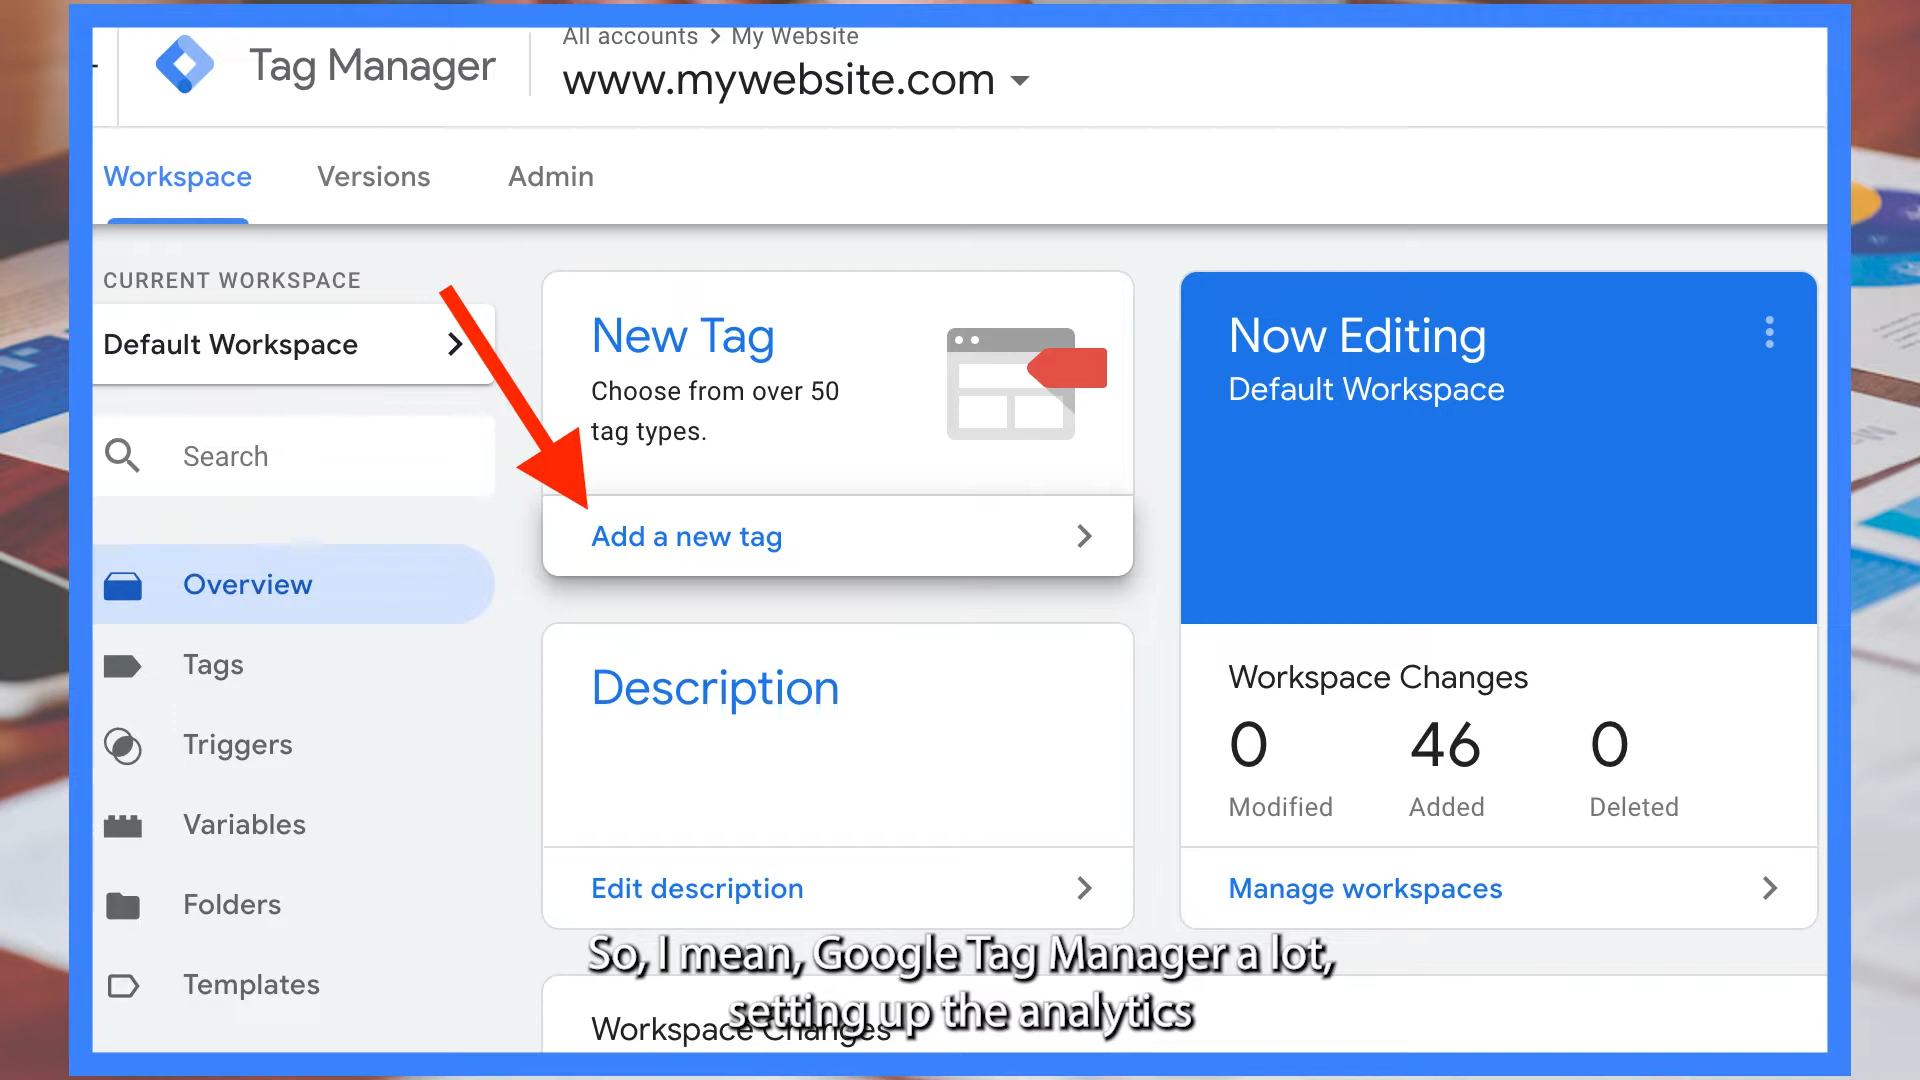 All accounts > My Website
Tag Manager
www.mywebsite.com
Workspace
Versions
Admin
CURRENT WORKSPACE
Default Workspace
Search
Overview
Tags
Triggers
Variables
Folders
Templates
New Tag
Choose from over 50
tag types.
Add a new tag
Description
Edit description
Now Editing
Default Workspace
Workspace Changes
0
46
0
Modified
Added
Deleted
Manage workspaces
Workspace Changes
So, I mean, Google Tag Manager a lot,
setting up the analytics